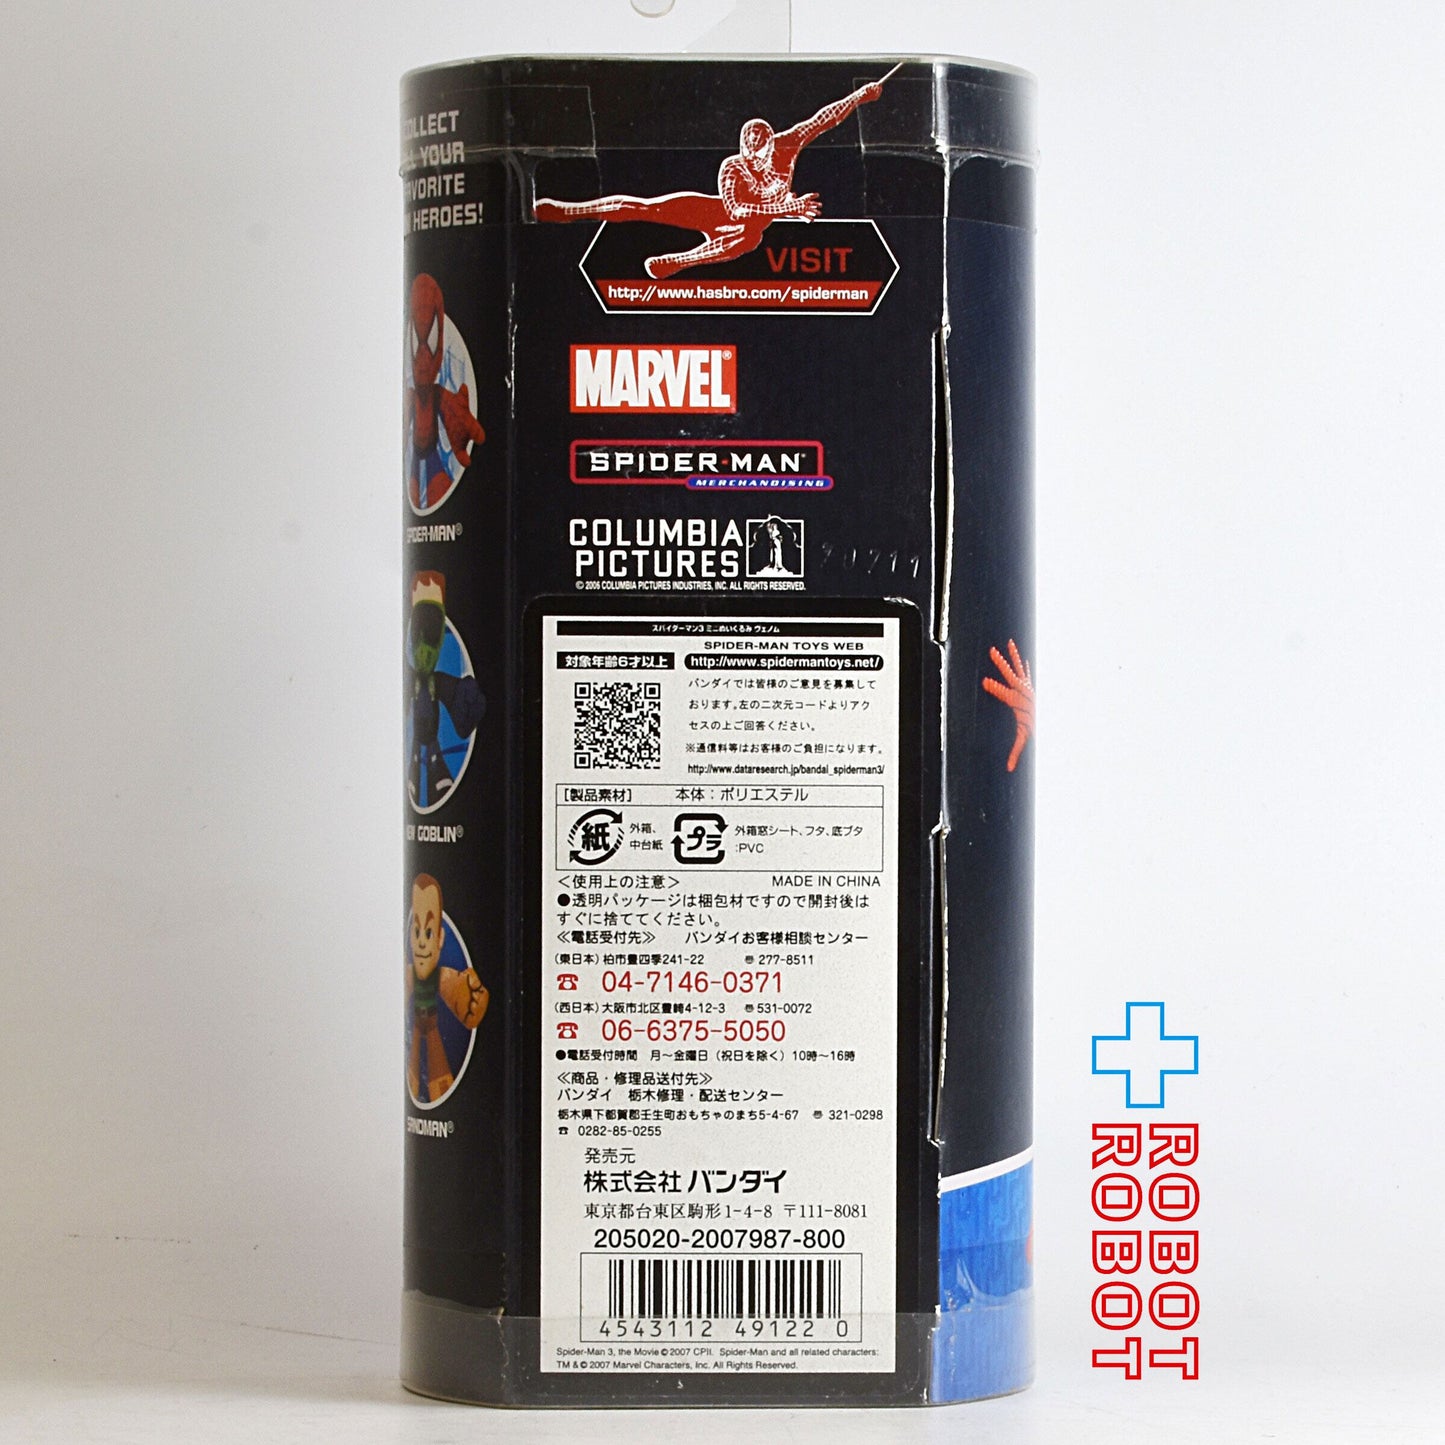 COLLECT
ALL YOUR
FAVORITE
HEROES!
SPIDER-MAN®
NEW GOBLIN®
SANDMAN®
VISIT
http://www.hasbro.com/spiderman
MARVEL®
SPIDER-MAN
MERCHANDISING
COLUMBIA
PICTURES
© 2006 COLUMBIA PICTURES INDUSTRIES, INC. ALL RIGHTS RESERVED.
スパイダーマン3 ミニぬいぐるみ ヴェノム
SPIDER-MAN TOYS WEB
対象年齢6才以上
http://www.spidermantoys.net/
バンダイでは皆様のご意見を募集して
おります。左の二次元コードよりアク
セスの上ご回答ください。
※通信料等はお客様のご負担になります。
http://www.dataresearch.jp/bandai_spiderman3/
[製品素材] 本体：ポリエステル
紙 外箱、
中台紙
プラ 外箱窓シート、フタ、底ブタ
:PVC
＜使用上の注意＞ MADE IN CHINA
●透明パッケージは梱包材ですので開封後は
すぐに捨ててください。
≪電話受付先≫ バンダイお客様相談センター
(東日本) 柏市豊四季241-22 〠277-8511
☎ 04-7146-0371
(西日本) 大阪市北区豊崎4-12-3 〠531-0072
☎ 06-6375-5050
●電話受付時間 月〜金曜日（祝日を除く）10時〜16時
≪商品・修理品送付先≫
バンダイ 栃木修理・配送センター
栃木県下都賀郡壬生町おもちゃのまち5-4-67 〠 321-0298
☎ 0282-85-0255
発売元
株式会社 バンダイ
東京都台東区駒形1-4-8 〒111-8081
205020-2007987-800
4543112 49122 0
Spider-Man 3, the Movie © 2007 CPII. Spider-Man and all related characters:
TM & © 2007 Marvel Characters, Inc. All Rights Reserved.
ROBOT
ROBOT